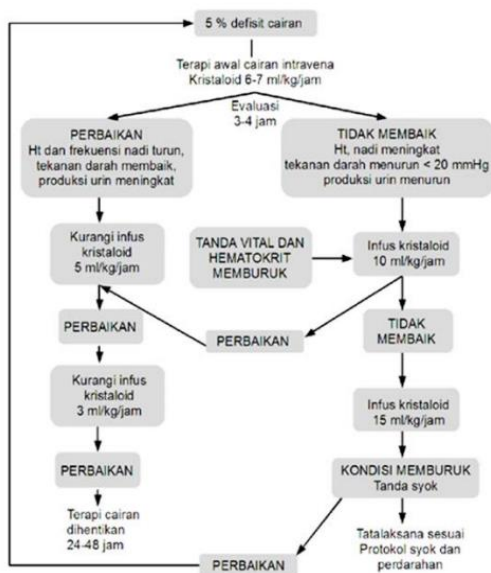 5 % defisit cairan
Terapi awal cairan intravena
Kristaloid 6-7 ml/kg/jam
Evaluasi
3-4 jam
PERBAIKAN
Ht dan frekuensi nadi turun,
tekanan darah membaik,
produksi urin meningkat
TIDAK MEMBAIK
Ht, nadi meningkat
tekanan darah menurun < 20 mmHg
produksi urin menurun
Kurangi infus
kristaloid
5 ml/kg/jam
TANDA VITAL DAN
HEMATOKRIT
MEMBURUK
Infus kristaloid
10 ml/kg/jam
PERBAIKAN
PERBAIKAN
TIDAK
MEMBAIK
Kurangi infus
kristaloid
3 ml/kg/jam
Infus kristaloid
15 ml/kg/jam
PERBAIKAN
KONDISI MEMBURUK
Tanda syok
Terapi cairan
dihentikan
24-48 jam
Tatalaksana sesuai
Protokol syok dan
perdarahan
PERBAIKAN